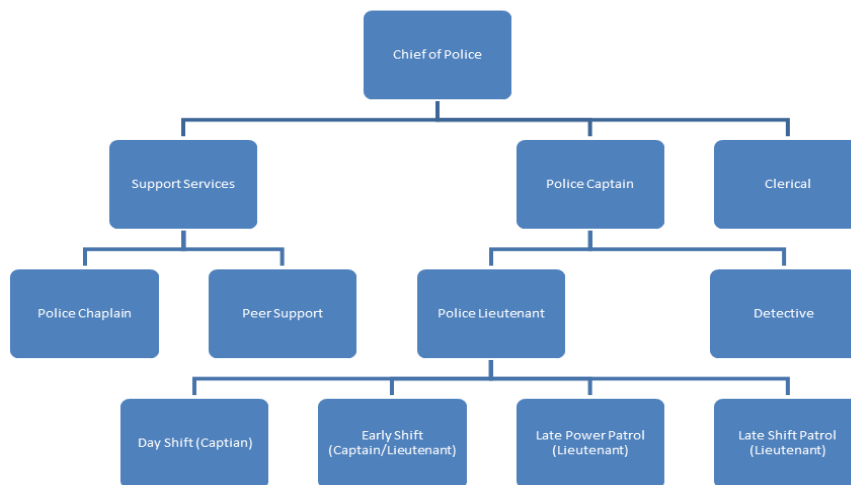 Chief of Police
Support Services
Police Captain
Clerical
Police Chaplain
Peer Support
Police Lieutenant
Detective
Day Shift (Captian)
Early Shift
(Captain/Lieutenant)
Late Power Patrol
(Lieutenant)
Late Shift Patrol
(Lieutenant)